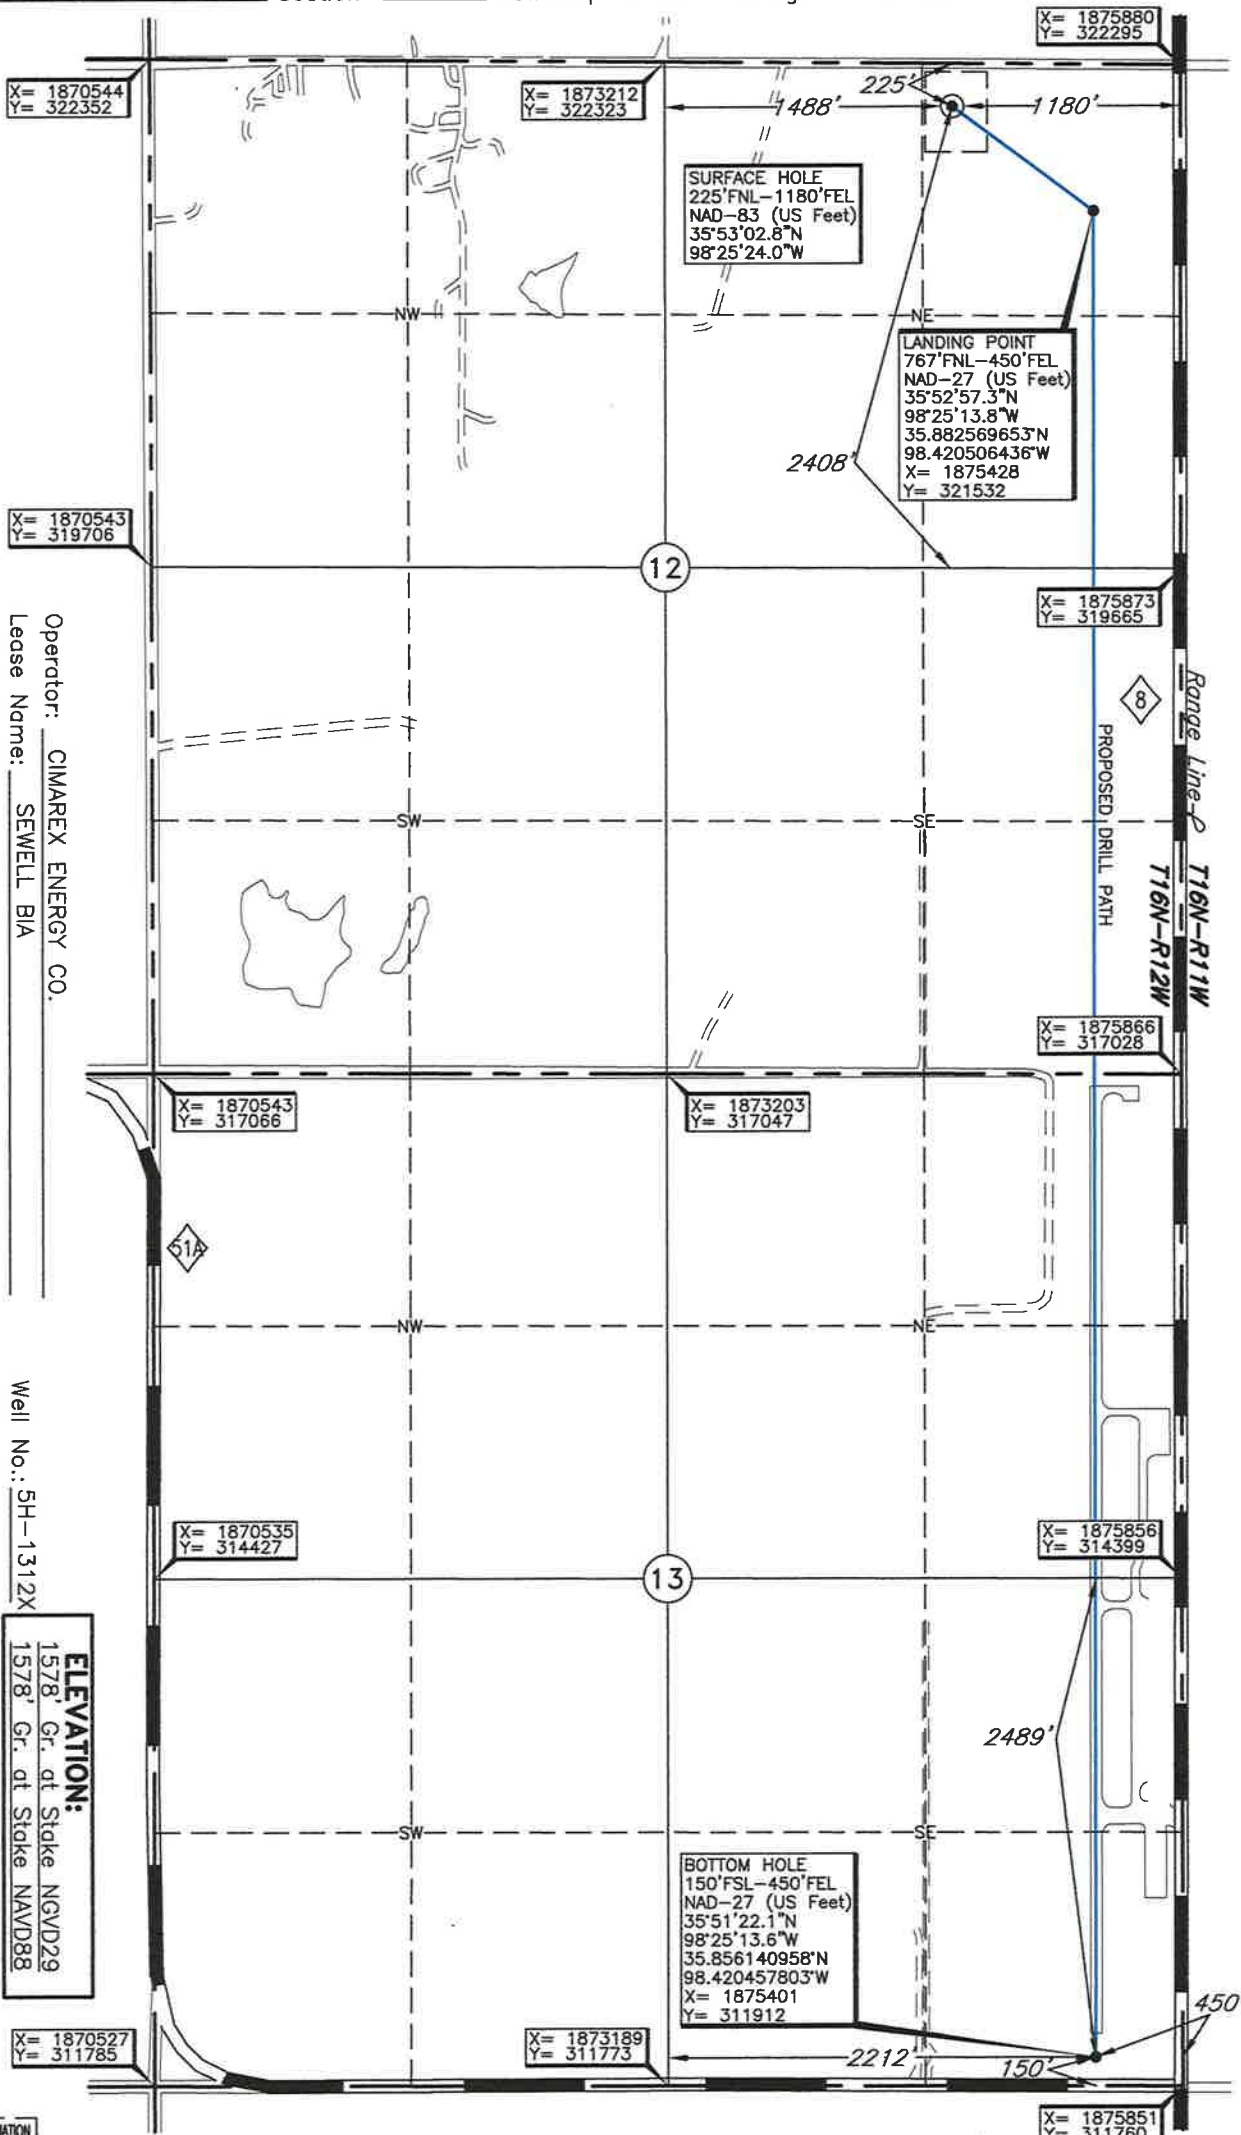 X= 1875880
Y= 322295
X= 1870544
Y= 322352
X= 1873212
Y= 322323
225'
1488'
1180'
SURFACE HOLE
225'FNL-1180'FEL
NAD-83 (US Feet)
35°53'02.8"N
98°25'24.0"W
NW
NE
LANDING POINT
767'FNL-450'FEL
NAD-27 (US Feet)
35°52'57.3"N
98°25'13.8"W
35.882569653°N
98.420506436°W
X= 1875428
Y= 321532
2408'
X= 1870543
Y= 319706
12
X= 1875873
Y= 319665
Operator: CIMAREX ENERGY CO.
Lease Name: SEWELL BIA
8
Range Line
PROPOSED DRILL PATH
T16N-R11W
T16N-R12W
SW
SE
X= 1875866
Y= 317028
X= 1870543
Y= 317066
X= 1873203
Y= 317047
51A
NW
NE
Well No.: 5H-1312X
X= 1870535
Y= 314427
X= 1875856
Y= 314399
13
ELEVATION:
1578' Gr. at Stake NGVD29
1578' Gr. at Stake NAVD88
2489'
SW
SE
BOTTOM HOLE
150'FSL-450'FEL
NAD-27 (US Feet)
35°51'22.1"N
98°25'13.6"W
35.856140958°N
98.420457803°W
X= 1875401
Y= 311912
450
X= 1870527
Y= 311785
X= 1873189
Y= 311773
2212'
150'
X= 1875851
Y= 311760